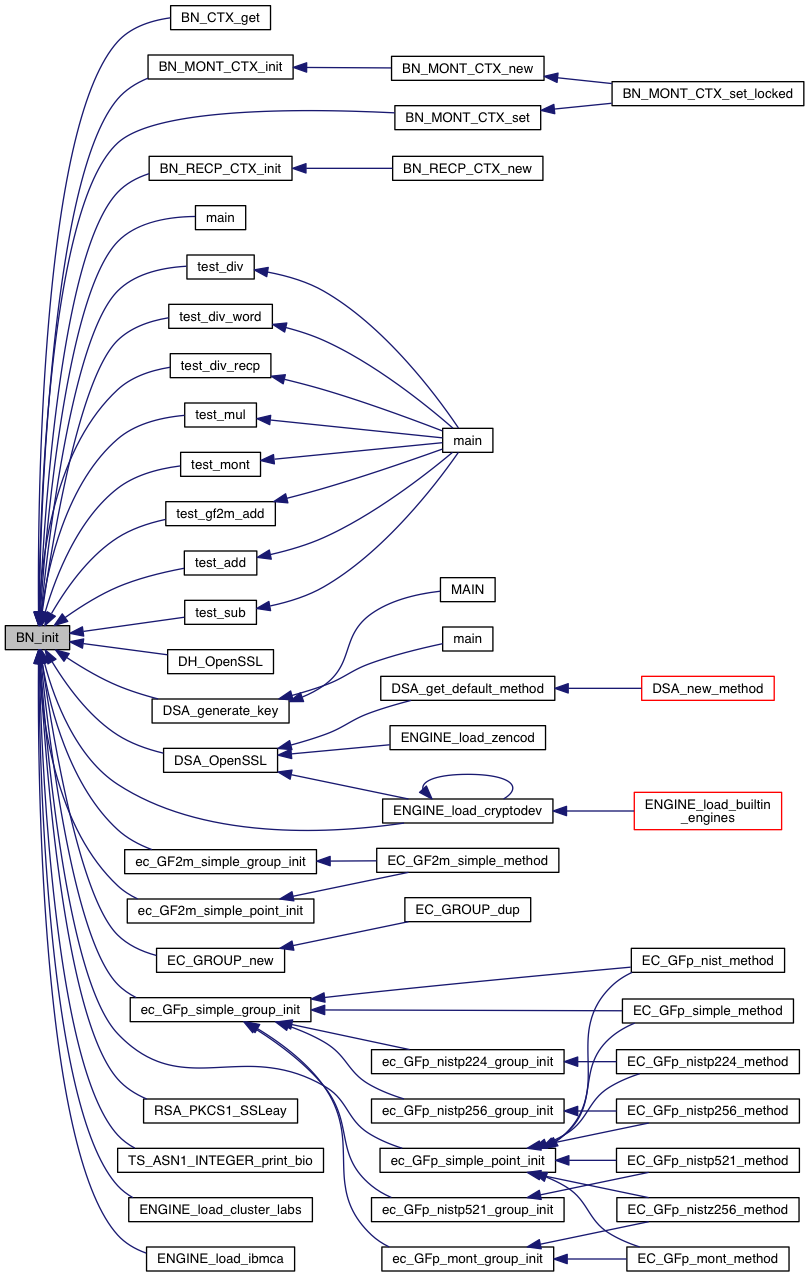 BN_CTX_get
BN_MONT_CTX_init
BN_MONT_CTX_new
BN_MONT_CTX_set_locked
BN_MONT_CTX_set
BN_RECP_CTX_init
BN_RECP_CTX_new
main
test_div
test_div_word
test_div_recp
test_mul
main
test_mont
test_gf2m_add
test_add
MAIN
test_sub
BN_init
main
DH_OpenSSL
DSA_get_default_method
DSA_new_method
DSA_generate_key
ENGINE_load_zencod
DSA_OpenSSL
ENGINE_load_cryptodev
ENGINE_load_builtin
_engines
ec_GF2m_simple_group_init
EC_GF2m_simple_method
ec_GF2m_simple_point_init
EC_GROUP_dup
EC_GROUP_new
EC_GFp_nist_method
ec_GFp_simple_group_init
EC_GFp_simple_method
ec_GFp_nistp224_group_init
EC_GFp_nistp224_method
RSA_PKCS1_SSLeay
ec_GFp_nistp256_group_init
EC_GFp_nistp256_method
TS_ASN1_INTEGER_print_bio
ec_GFp_simple_point_init
EC_GFp_nistp521_method
ENGINE_load_cluster_labs
ec_GFp_nistp521_group_init
EC_GFp_nistz256_method
ENGINE_load_ibmca
ec_GFp_mont_group_init
EC_GFp_mont_method